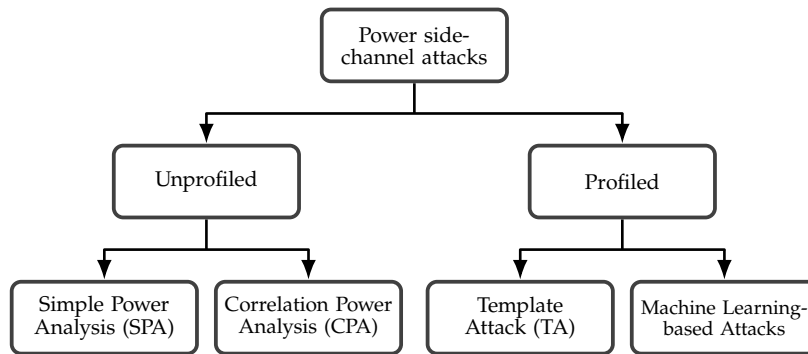 Power side-
channel attacks
Unprofiled
Profiled
Simple Power
Analysis (SPA)
Correlation Power
Analysis (CPA)
Template
Attack (TA)
Machine Learning-
based Attacks